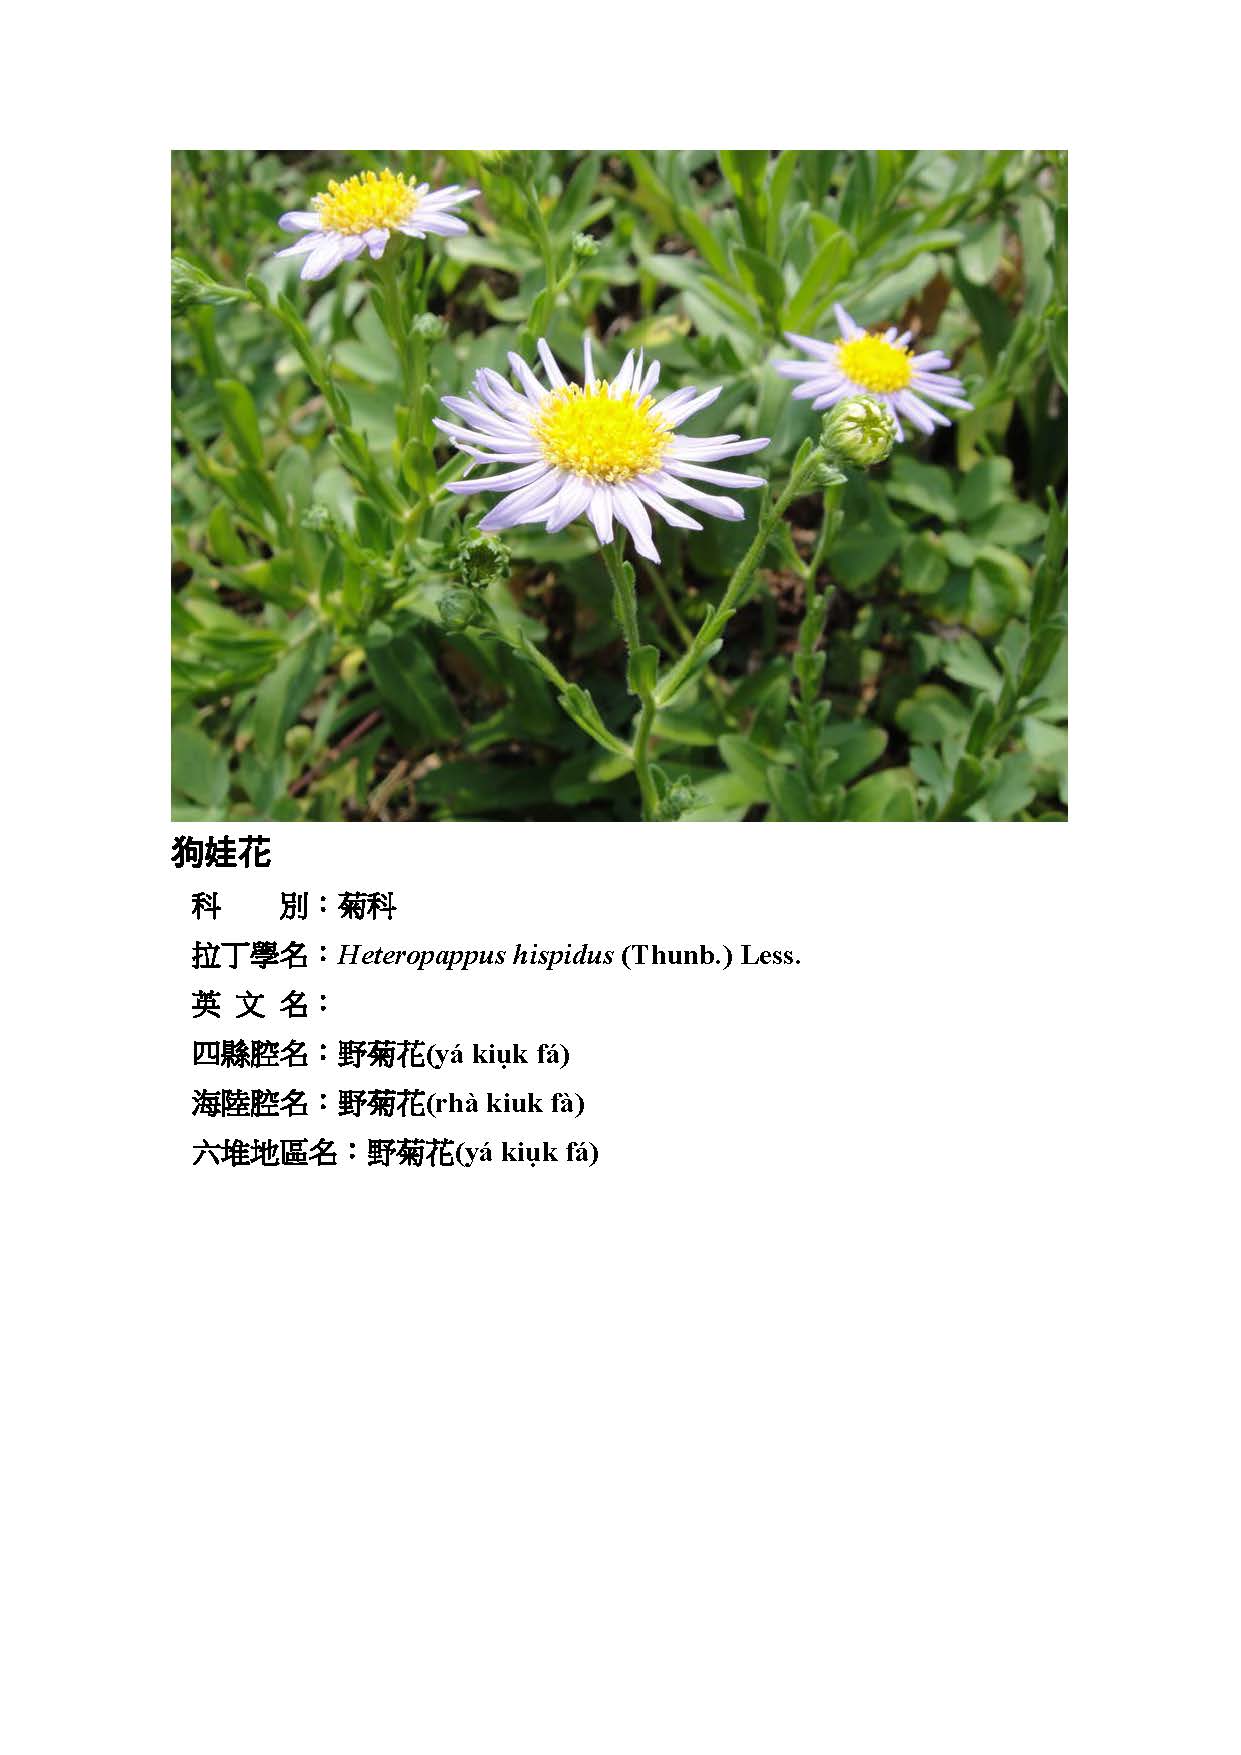 狗娃花
科　　別：菊科
拉丁學名：Heteropappus hispidus (Thunb.) Less.
英 文 名：
四縣腔名：野菊花(yá kiụk fá)
海陸腔名：野菊花(rhà kiuk fà)
六堆地區名：野菊花(yá kiụk fá)